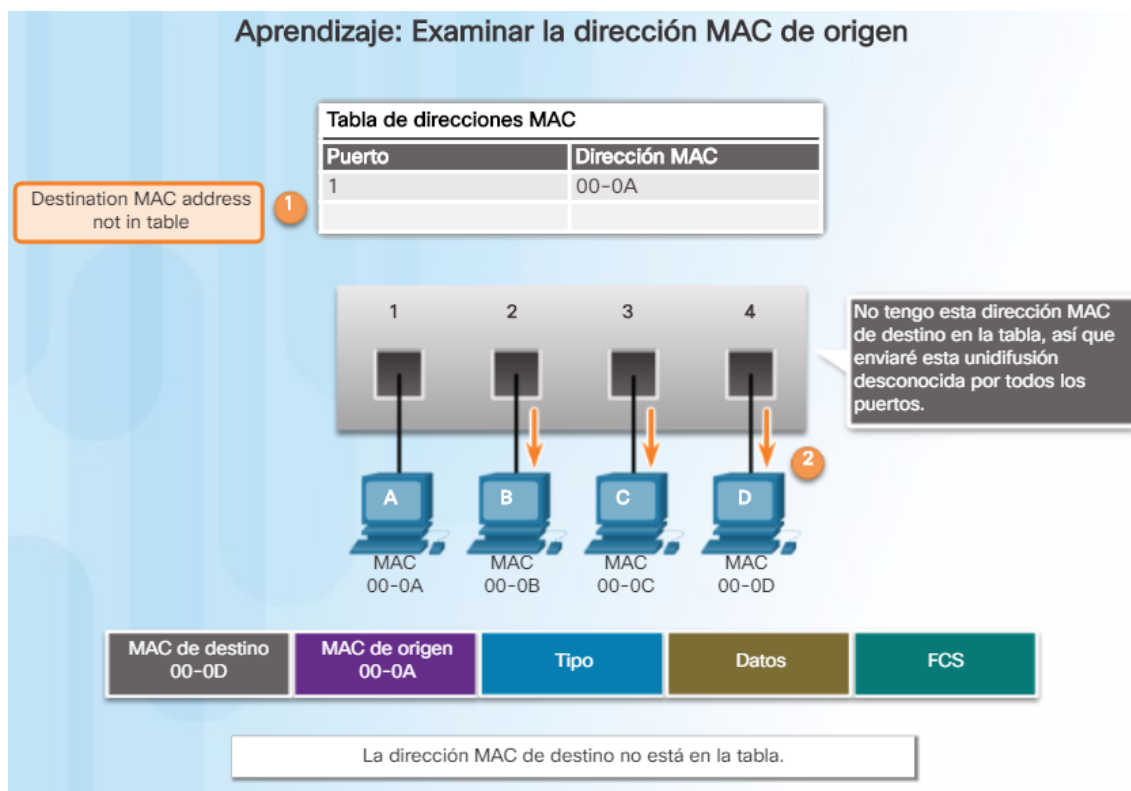 Aprendizaje: Examinar la dirección MAC de origen
Tabla de direcciones MAC
Puerto Dirección MAC
1 00-0A
Destination MAC address
not in table
1
1 2 3 4
No tengo esta dirección MAC
de destino en la tabla, así que
enviaré esta unidifusión
desconocida por todos los
puertos.
2
A B C D
MAC MAC MAC MAC
00-0A 00-0B 00-0C 00-0D
MAC de destino MAC de origen Tipo Datos FCS
00-0D 00-0A
La dirección MAC de destino no está en la tabla.